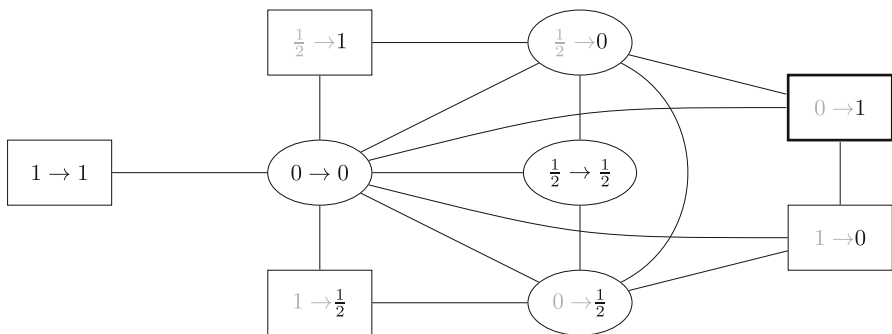 1/2 → 1
1/2 → 0
0 → 1
1 → 1
0 → 0
1/2 → 1/2
1 → 0
1 → 1/2
0 → 1/2